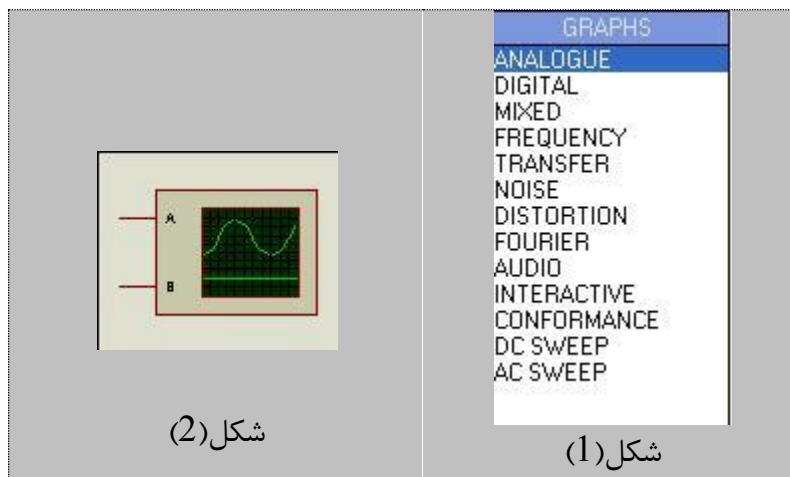 GRAPHS
ANALOGUE
DIGITAL
MIXED
FREQUENCY
TRANSFER
NOISE
DISTORTION
FOURIER
AUDIO
INTERACTIVE
CONFORMANCE
DC SWEEP
AC SWEEP
شكل(1)
A
B
شكل(2)